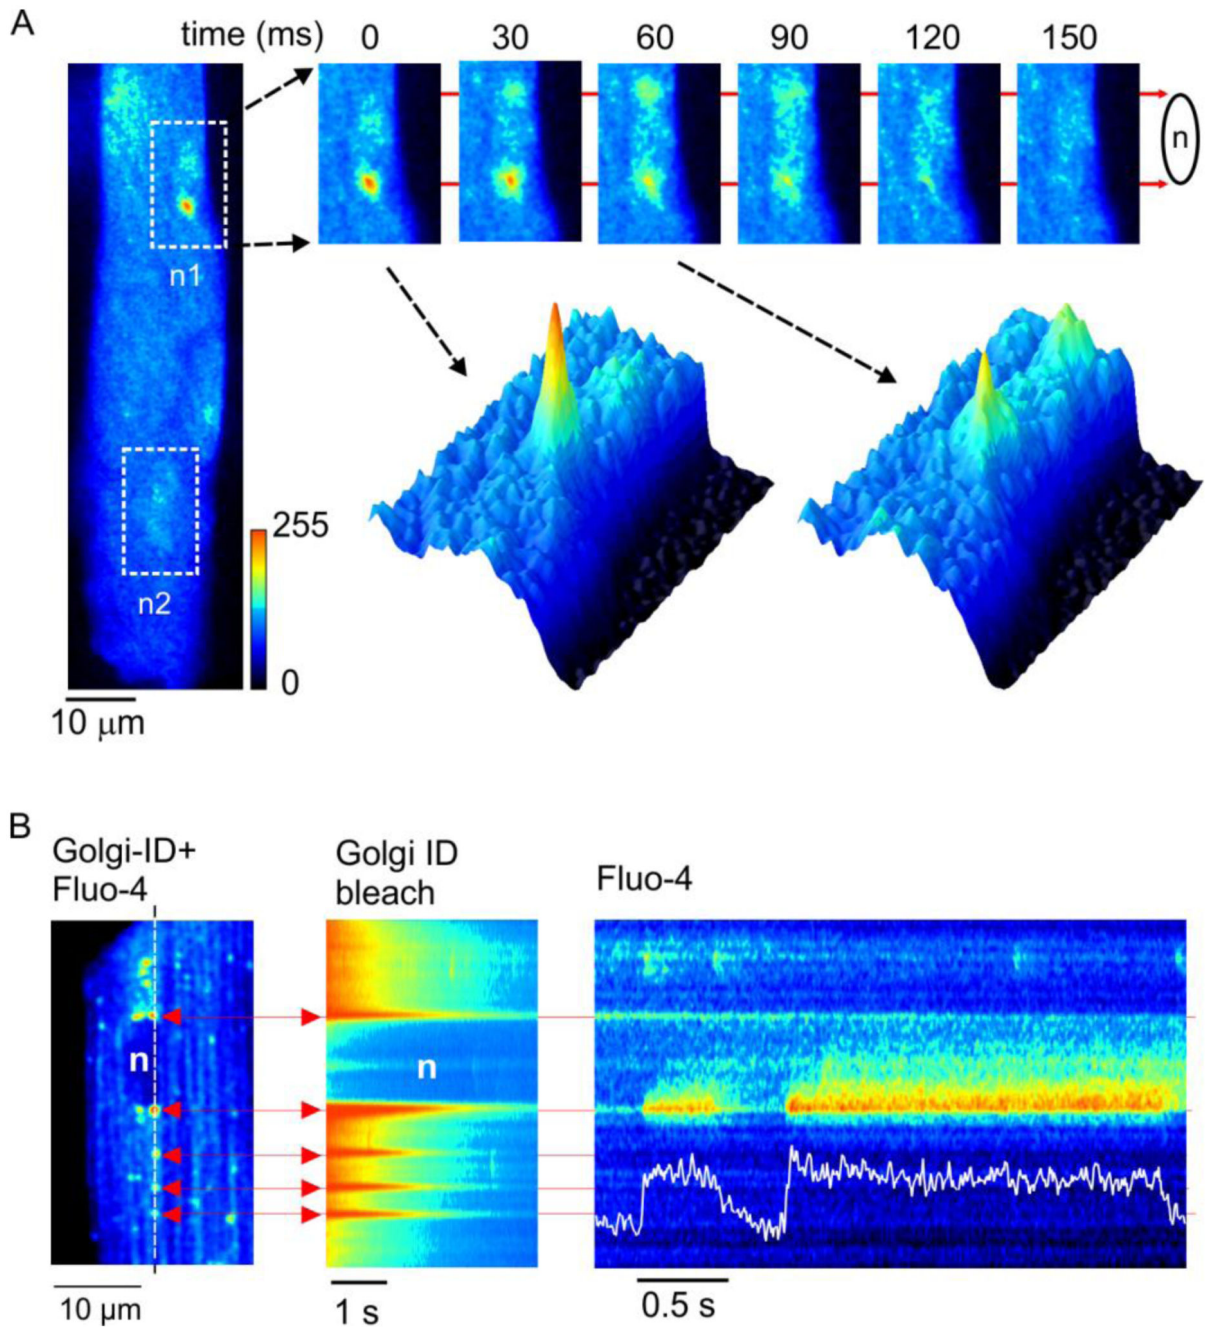 A
time (ms) 0 30 60 90 120 150
n
n1
n2
255
0
10 μm
B
Golgi-ID+
Fluo-4
Golgi ID
bleach
Fluo-4
n
n
10 μm
1 s
0.5 s